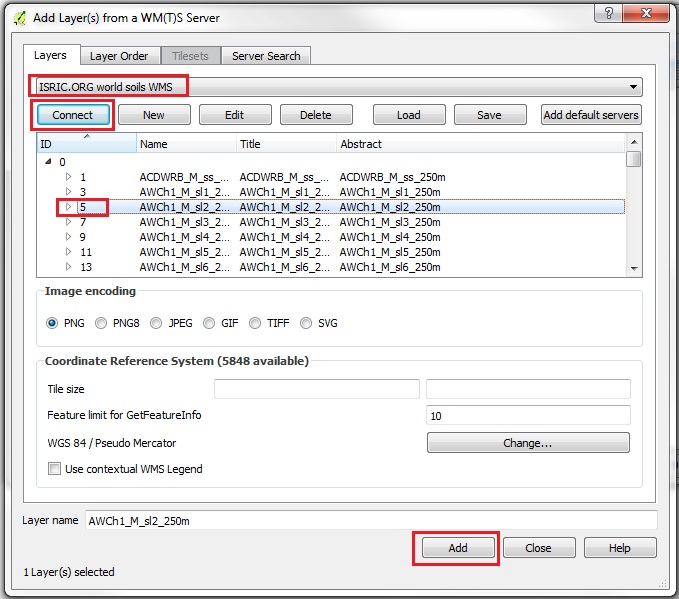 Add Layer(s) from a WM(T)S Server
?
Layers Layer Order Tilesets Server Search
ISRIC.ORG world soils WMS
Connect New Edit Delete Load Save Add default servers
ID Name Title Abstract
0
1 ACDWRB_M_ss_... ACDWRB_M_ss_... ACDWRB_M_ss_250m
3 AWCh1_M_sl1_2... AWCh1_M_sl1_2... AWCh1_M_sl1_250m
5 AWCh1_M_sl2_2... AWCh1_M_sl2_2... AWCh1_M_sl2_250m
7 AWCh1_M_sl3_2... AWCh1_M_sl3_2... AWCh1_M_sl3_250m
9 AWCh1_M_sl4_2... AWCh1_M_sl4_2... AWCh1_M_sl4_250m
11 AWCh1_M_sl5_2... AWCh1_M_sl5_2... AWCh1_M_sl5_250m
13 AWCh1_M_sl6_2... AWCh1_M_sl6_2... AWCh1_M_sl6_250m
Image encoding
PNG PNG8 JPEG GIF TIFF SVG
Coordinate Reference System (5848 available)
Tile size
Feature limit for GetFeatureInfo 10
WGS 84 / Pseudo Mercator Change...
Use contextual WMS Legend
Layer name AWCh1_M_sl2_250m
Add Close Help
1 Layer(s) selected